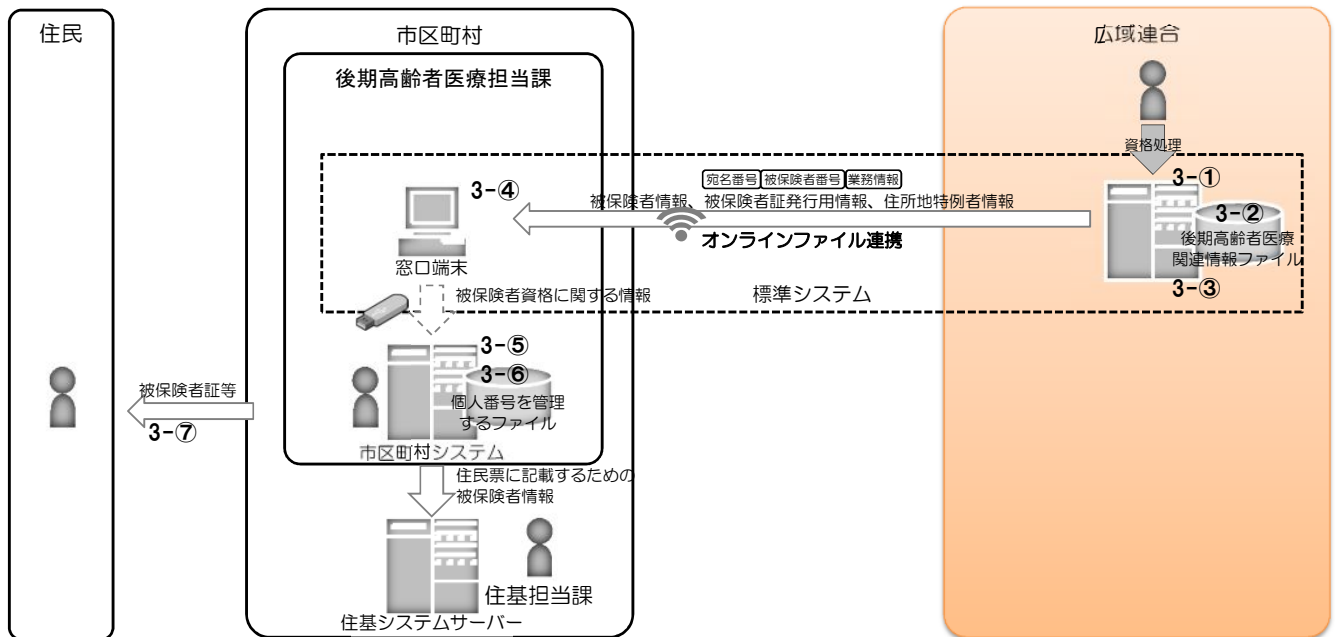 住民
市区町村
広域連合
後期高齢者医療担当課
資格処理
宛名番号 被保険者番号 業務情報
3-①
3-④
被保険者情報、被保険者証発行用情報、住所地特例者情報
3-②
オンラインファイル連携
後期高齢者医療
関連情報ファイル
窓口端末
3-③
被保険者資格に関する情報
標準システム
3-⑤
3-⑥
被保険者証等
個人番号を管理
するファイル
3-⑦
市区町村システム
住民票に記載するための
被保険者情報
住基担当課
住基システムサーバー